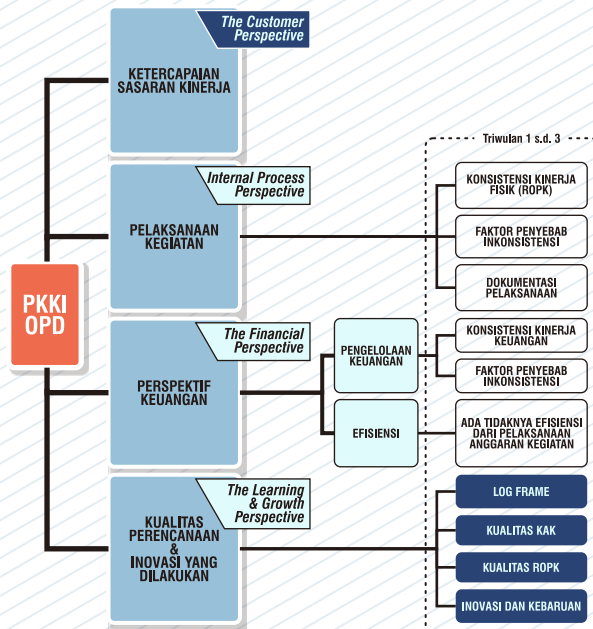 The Customer
Perspective
KETERCAPAIAN
SASARAN KINERJA
Triwulan 1 s.d. 3
Internal Process
Perspective
PELAKSANAAN
KEGIATAN
KONSISTENSI KINERJA
FISIK (ROPK)
FAKTOR PENYEBAB
INKONSISTENSI
DOKUMENTASI
PELAKSANAAN
PKKI
OPD
The Financial
Perspective
PERSPEKTIF
KEUANGAN
PENGELOLAAN
KEUANGAN
KONSISTENSI KINERJA
KEUANGAN
FAKTOR PENYEBAB
INKONSISTENSI
EFISIENSI
ADA TIDAKNYA EFISIENSI
DARI PELAKSANAAN
ANGGARAN KEGIATAN
The Learning
& Growth
Perspective
KUALITAS
PERENCANAAN
&
INOVASI YANG
DILAKUKAN
LOG FRAME
KUALITAS KAK
KUALITAS ROPK
INOVASI DAN KEBARUAN